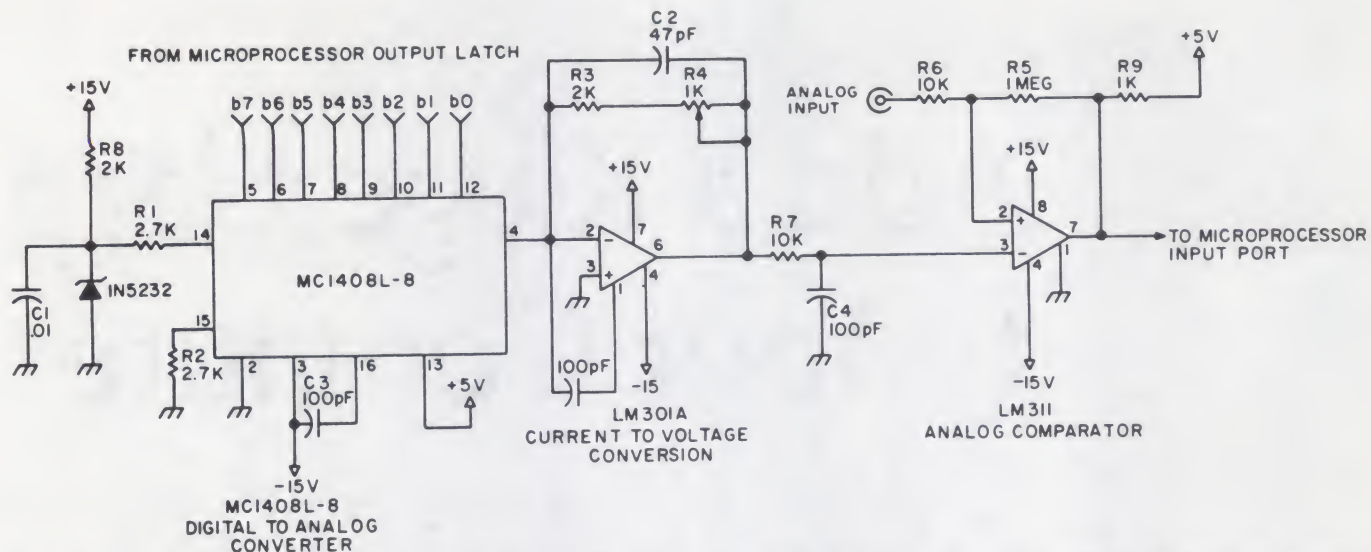 FROM MICROPROCESSOR OUTPUT LATCH
+15V
R8
2K
b7 b6 b5 b4 b3 b2 b1 b0
5 6 7 8 9 10 11 12
R1
2.7K
14
MC1408L-8
4
C1
.01
1N5232
15
R2
2.7K
2
3
16
13
C3
100pF
+5V
-15V
MC1408L-8
DIGITAL TO ANALOG
CONVERTER
C2
47pF
R3
2K
R4
1K
+15V
2
-
7
6
3
+
1
4
100pF
-15
LM301A
CURRENT TO VOLTAGE
CONVERSION
R7
10K
C4
100pF
ANALOG
INPUT
R6
10K
R5
1MEG
R9
1K
+5V
+15V
2
+
8
7
3
-
4
1
TO MICROPROCESSOR
INPUT PORT
-15V
LM311
ANALOG COMPARATOR